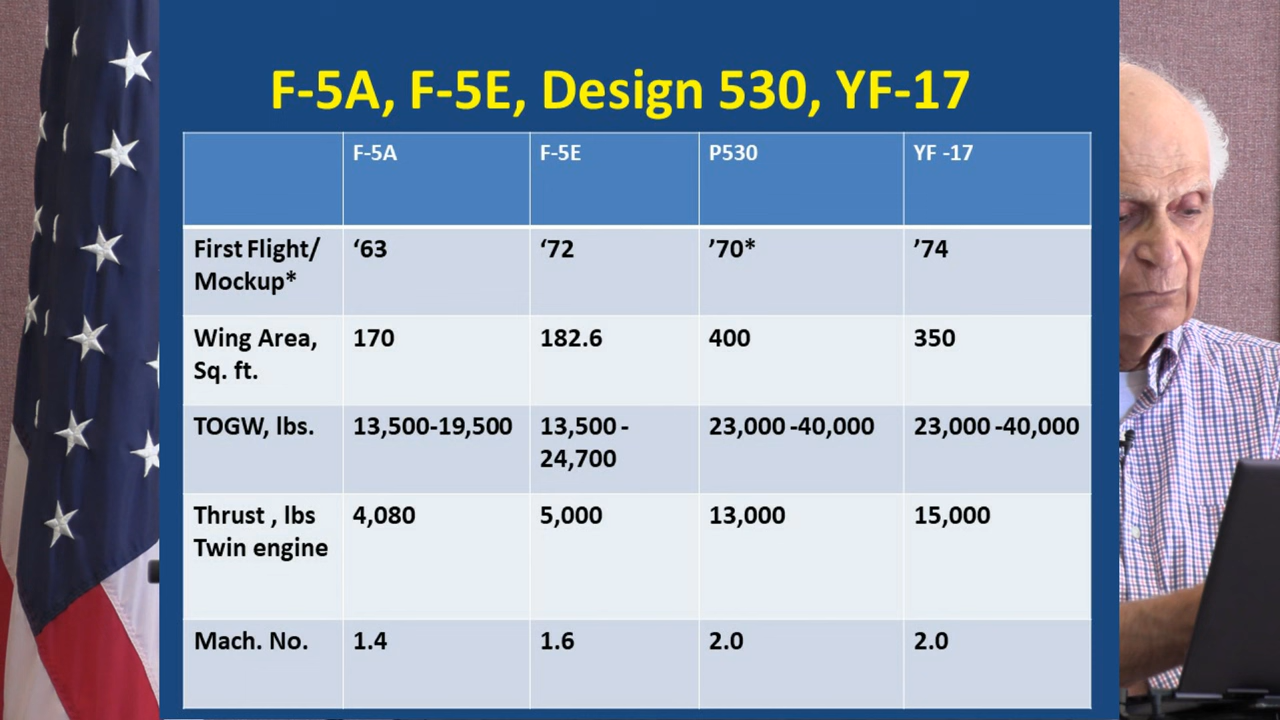 F-5A, F-5E, Design 530, YF-17
F-5A F-5E P530 YF -17
First Flight/ ‘63 ‘72 ’70* ’74
Mockup*
Wing Area, 170 182.6 400 350
Sq. ft.
TOGW, lbs. 13,500-19,500 13,500 - 23,000 -40,000 23,000 -40,000
24,700
Thrust , lbs 4,080 5,000 13,000 15,000
Twin engine
Mach. No. 1.4 1.6 2.0 2.0